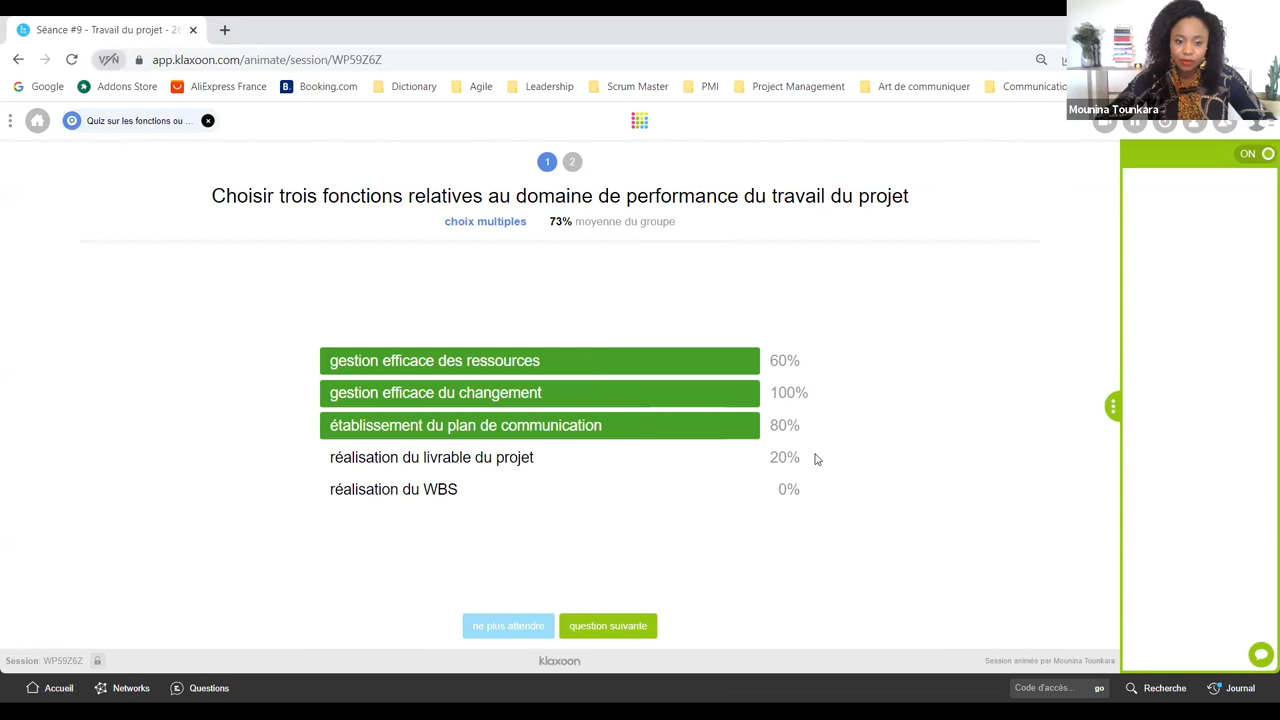 Séance #9 - Travail du projet - 26
app.klaxoon.com/animate/session/WP59Z6Z
Google
Addons Store
AliExpress France
Booking.com
Dictionary
Agile
Leadership
Scrum Master
PMI
Project Management
Art de communiquer
Mounina Tounkara
Quiz sur les fonctions ou ...
ON
1
2
Choisir trois fonctions relatives au domaine de performance du travail du projet
choix multiples 73% moyenne du groupe
gestion efficace des ressources 60%
gestion efficace du changement 100%
établissement du plan de communication 80%
réalisation du livrable du projet 20%
réalisation du WBS 0%
ne plus attendre
question suivante
Session: WP59Z6Z
klaxoon
Session animée par Mounina Tounkara
Accueil
Networks
Questions
Code d'accès...
go
Recherche
Journal